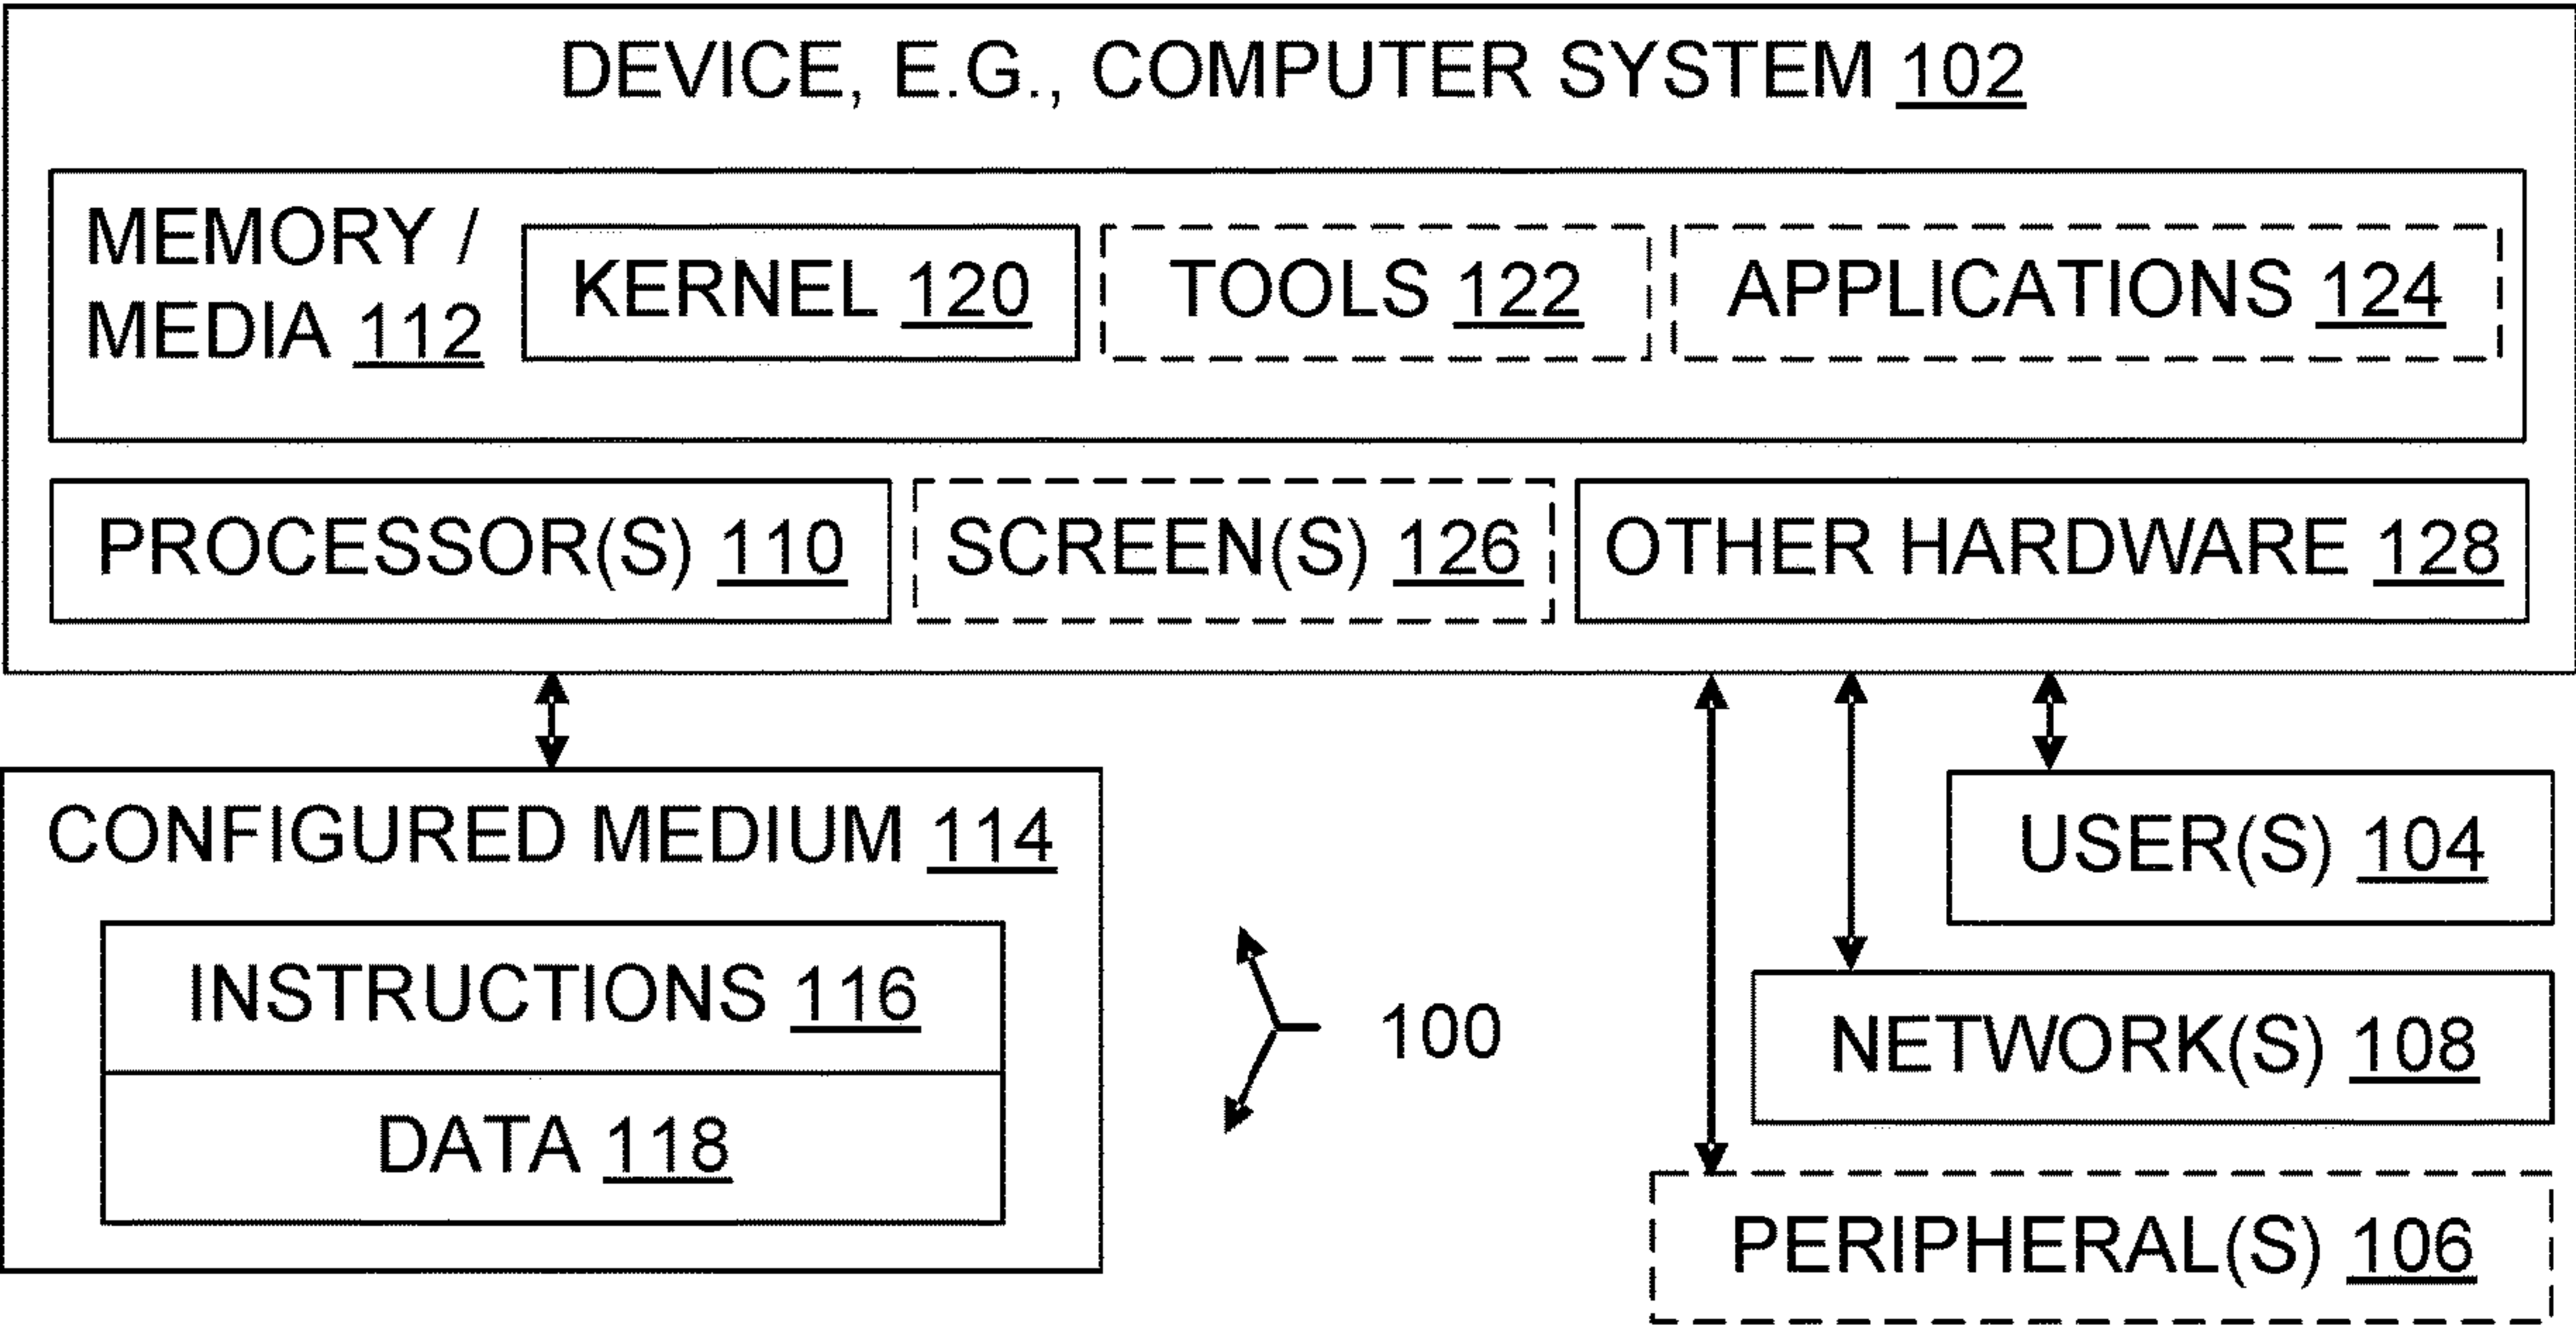 DEVICE, E.G., COMPUTER SYSTEM 102
MEMORY /
MEDIA 112
KERNEL 120
TOOLS 122
APPLICATIONS 124
PROCESSOR(S) 110
SCREEN(S) 126
OTHER HARDWARE 128
CONFIGURED MEDIUM 114
INSTRUCTIONS 116
DATA 118
100
USER(S) 104
NETWORK(S) 108
PERIPHERAL(S) 106